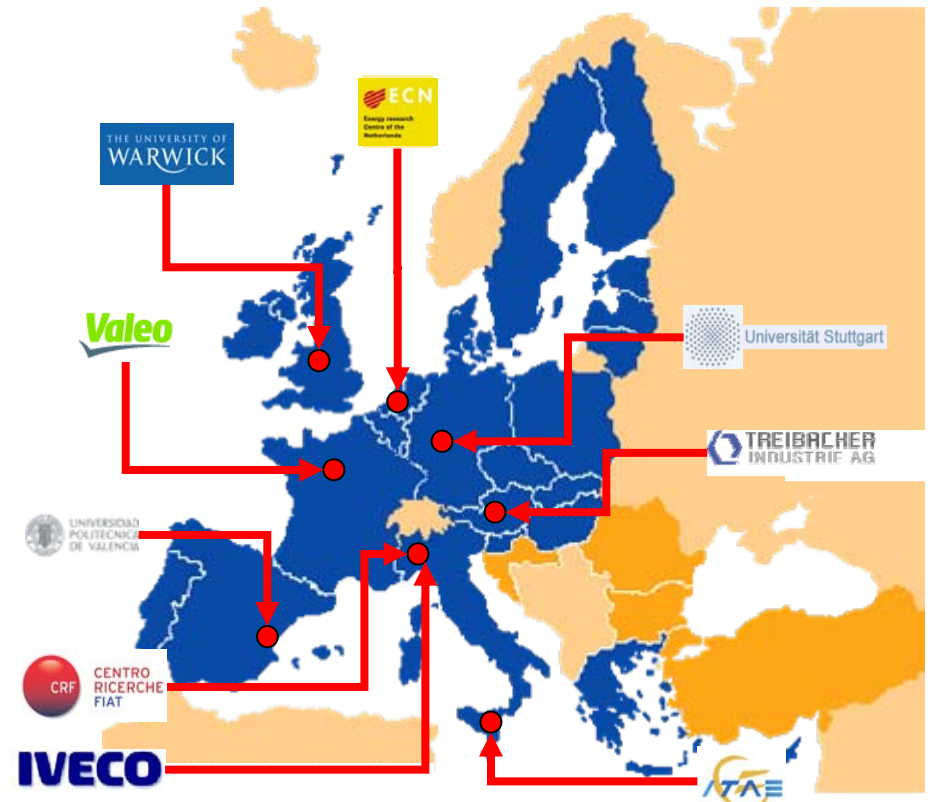 ECN
Energy research
Centre of the
Netherlands
THE UNIVERSITY OF
WARWICK
Valeo
Universität Stuttgart
TREIBACHER
INDUSTRIE AG
UNIVERSIDAD
POLITECNICA
DE VALENCIA
CRF
CENTRO
RICERCHE
FIAT
IVECO
ITAE